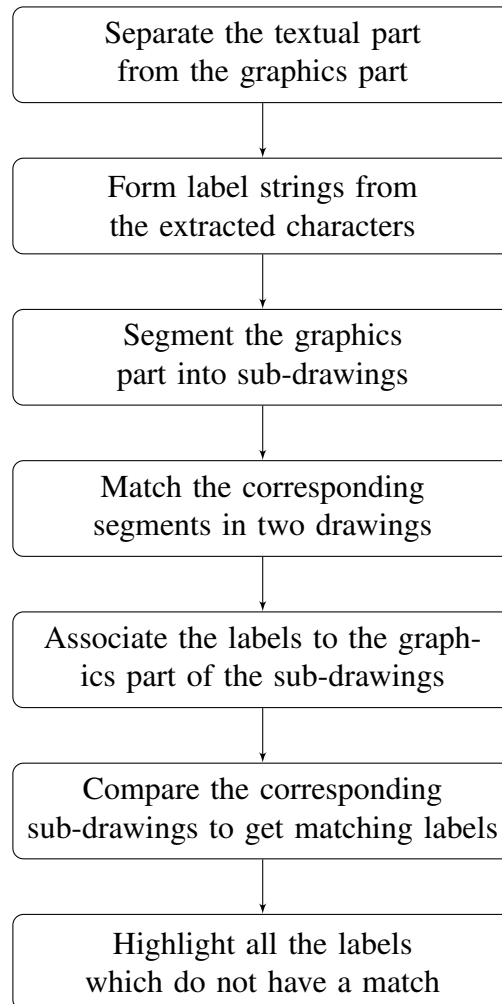 Separate the textual part
from the graphics part
Form label strings from
the extracted characters
Segment the graphics
part into sub-drawings
Match the corresponding
segments in two drawings
Associate the labels to the graph-
ics part of the sub-drawings
Compare the corresponding
sub-drawings to get matching labels
Highlight all the labels
which do not have a match